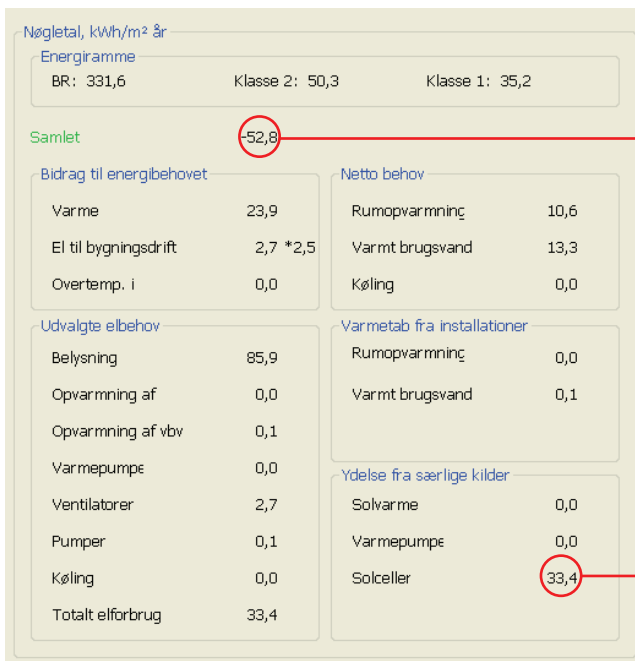 Nøgletal, kWh/m² år
Energiramme
BR: 331,6 Klasse 2: 50,3 Klasse 1: 35,2
Samlet -52,8
Bidrag til energibehovet
Varme 23,9
El til bygningsdrift 2,7 *2,5
Overtemp. i 0,0
Netto behov
Rumopvarmninc 10,6
Varmt brugsvand 13,3
Køling 0,0
Udvalgte elbehov
Belysning 85,9
Opvarmning af 0,0
Opvarmning af vbv 0,1
Varmepumpe 0,0
Ventilatorer 2,7
Pumper 0,1
Køling 0,0
Totalt elforbrug 33,4
Varmetab fra installationer
Rumopvarmninc 0,0
Varmt brugsvand 0,1
Ydelse fra særlige kilder
Solvarme 0,0
Varmepumpe 0,0
Solceller 33,4